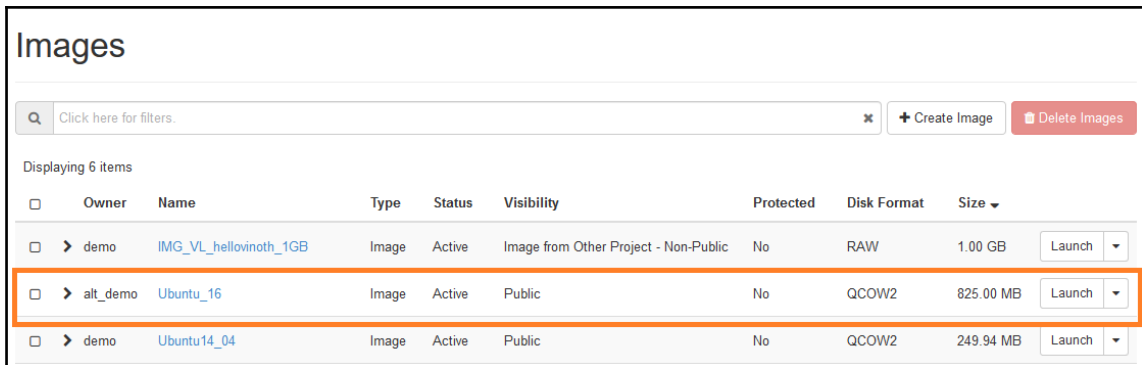 Images
Click here for filters. ✖ + Create Image Delete Images
Displaying 6 items
Owner Name Type Status Visibility Protected Disk Format Size
demo IMG_VL_hellovinoth_1GB Image Active Image from Other Project - Non-Public No RAW 1.00 GB Launch
alt_demo Ubuntu_16 Image Active Public No QCOW2 825.00 MB Launch
demo Ubuntu14_04 Image Active Public No QCOW2 249.94 MB Launch